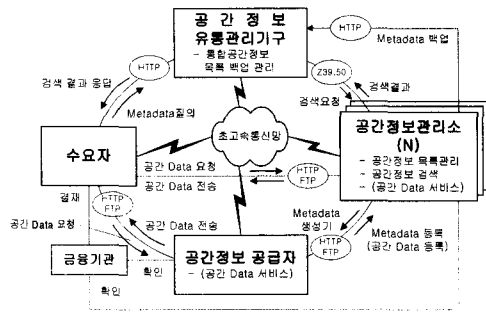 공 간 정 보
유통관리기구
- 통합공간정보
목록 백업 관리
HTTP
Metadata 백업
HTTP
Z39.50
검색 결과 응답
Metadata질의
검색결과
검색요청
초고속통신망
수요자
공간정보관리소
(N)
- 공간정보 목록관리
- 공간정보 검색
- (공간 Data 서비스)
공간 Data 요청
공간 Data 전송
HTTP
FTP
결재
HTTP
FTP
공간 Data 요청
공간 Data 전송
Metadata
생성기
HTTP
FTP
Metadata 등록
(공간 Data 등록)
금융기관
확인
확인
공간정보 공급자
- (공간 Data 서비스)